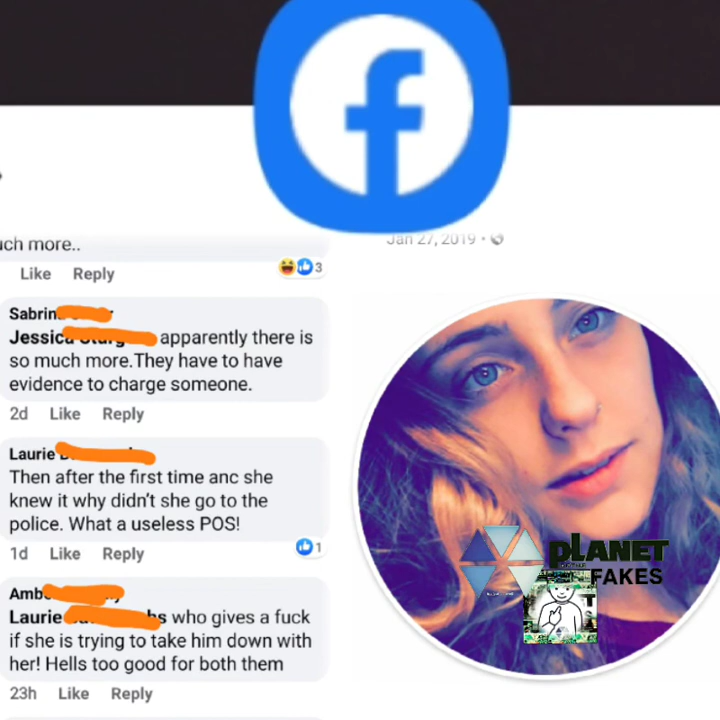 f
Jan 27, 2019
uch more..
Like Reply
3
Sabrin
Jessica apparently there is
so much more.They have to have
evidence to charge someone.
2d Like Reply
Laurie
Then after the first time anc she
knew it why didn't she go to the
police. What a useless POS!
1d Like Reply
1
Amb
Laurie bs who gives a fuck
if she is trying to take him down with
her! Hells too good for both them
23h Like Reply
PLANET
FAKES